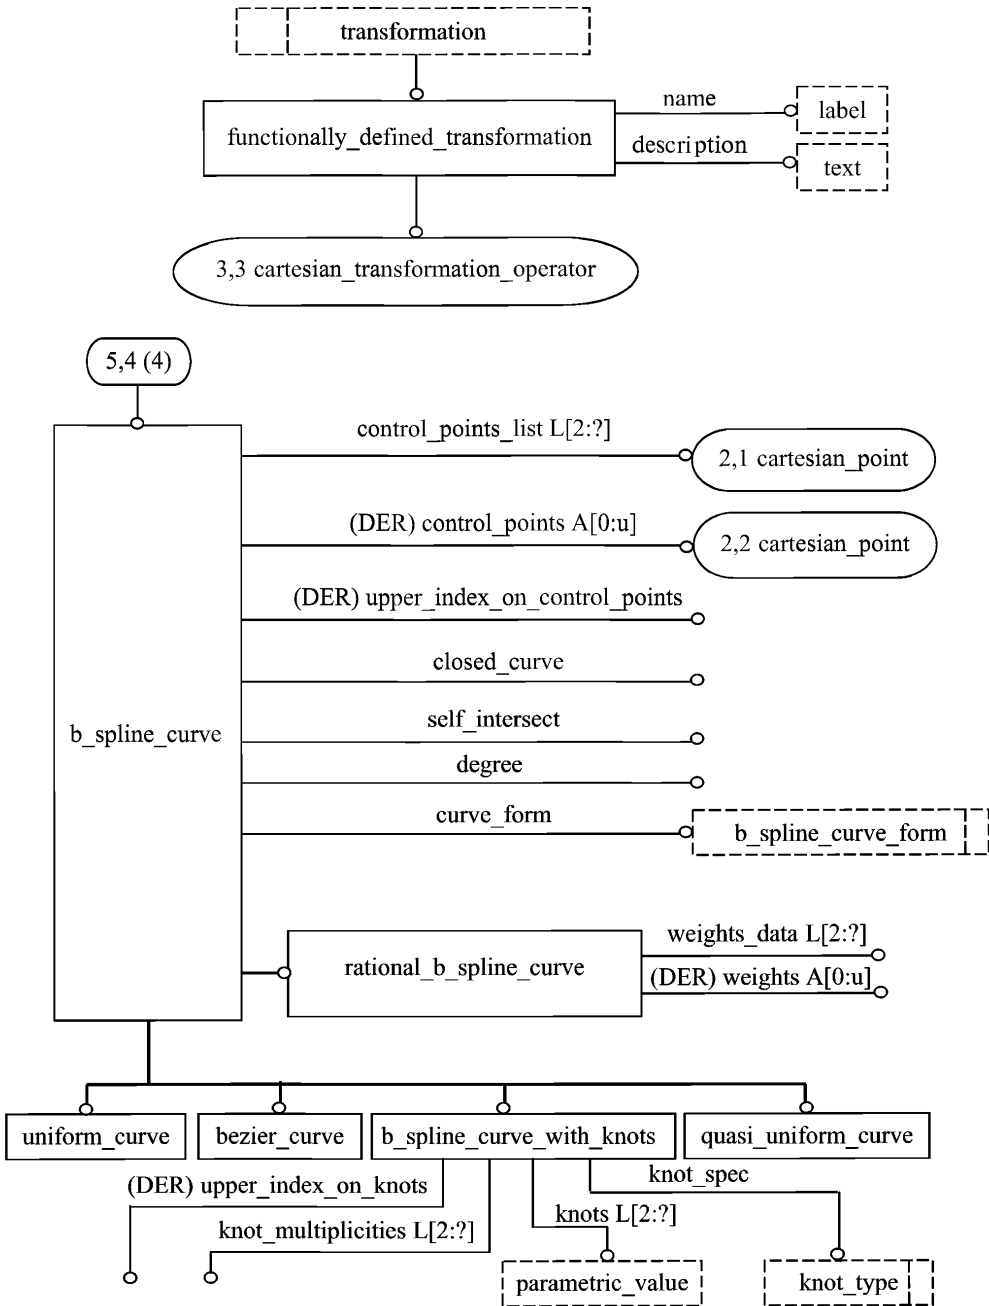 transformation
functionally_defined_transformation
name
label
description
text
3,3 cartesian_transformation_operator
5,4 (4)
b_spline_curve
control_points_list L[2:?]
2,1 cartesian_point
(DER) control_points A[0:u]
2,2 cartesian_point
(DER) upper_index_on_control_points
closed_curve
self_intersect
degree
curve_form
b_spline_curve_form
rational_b_spline_curve
weights_data L[2:?]
(DER) weights A[0:u]
uniform_curve
bezier_curve
b_spline_curve_with_knots
quasi_uniform_curve
(DER) upper_index_on_knots
knot_multiplicities L[2:?]
knots L[2:?]
knot_spec
parametric_value
knot_type